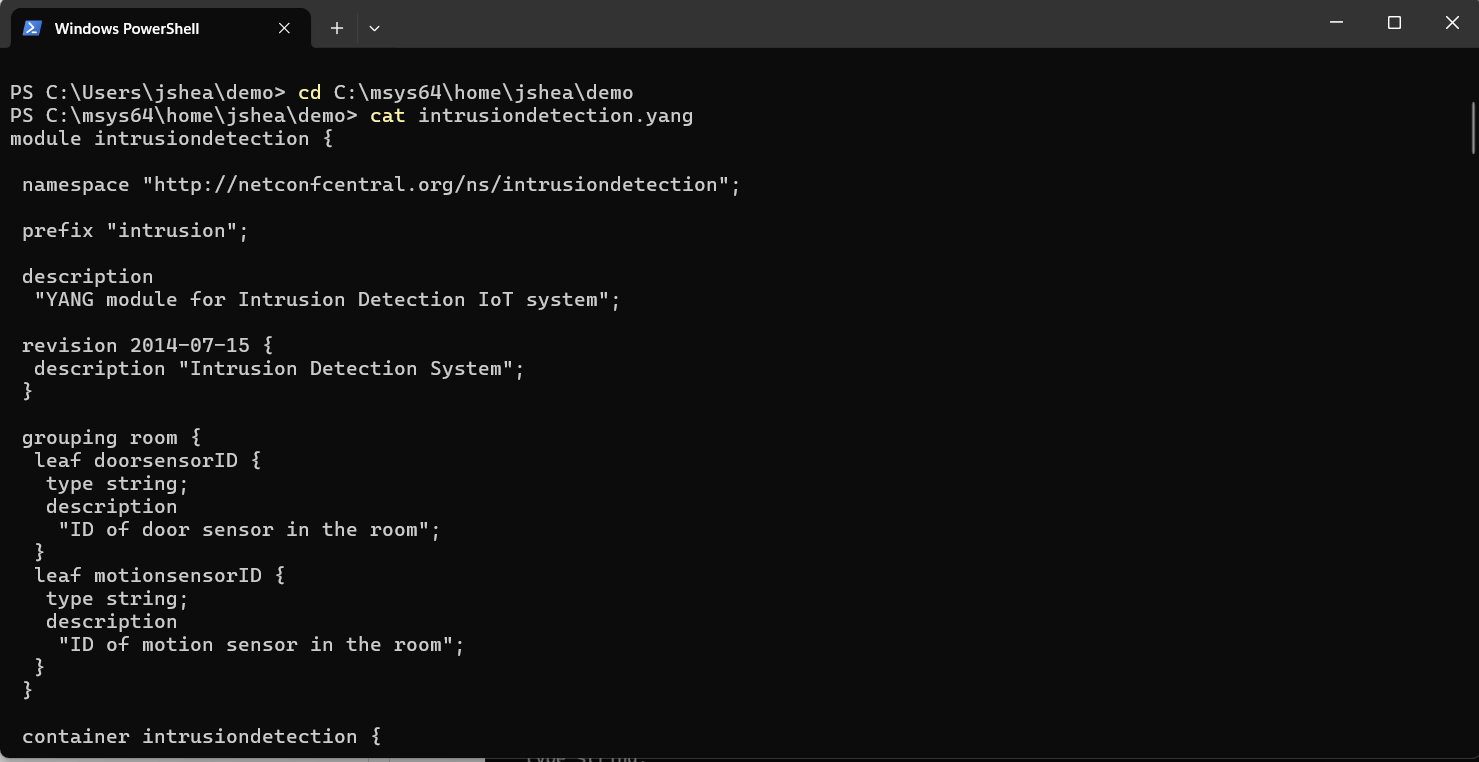 Windows PowerShell
PS C:\Users\jshea\demo> cd C:\msys64\home\jshea\demo
PS C:\msys64\home\jshea\demo> cat intrusiondetection.yang
module intrusiondetection {
namespace "http://netconfcentral.org/ns/intrusiondetection";
prefix "intrusion";
description
"YANG module for Intrusion Detection IoT system";
revision 2014-07-15 {
description "Intrusion Detection System";
}
grouping room {
leaf doorsensorID {
type string;
description
"ID of door sensor in the room";
}
leaf motionsensorID {
type string;
description
"ID of motion sensor in the room";
}
}
container intrusiondetection {